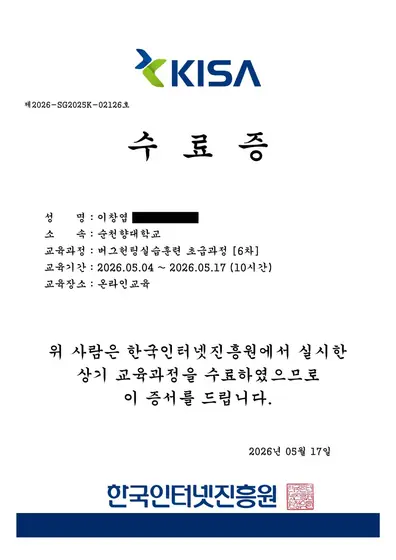 KISA
제2026-SG2025K-02126호
수 료 증
성 명 : 이창엽
소 속 : 순천향대학교
교육과정 : 버그헌팅실습훈련 초급과정 [6차]
교육기간 : 2026.05.04 ~ 2026.05.17 (10시간)
교육장소 : 온라인교육
위 사람은 한국인터넷진흥원에서 실시한
상기 교육과정을 수료하였으므로
이 증서를 드립니다.
2026년 05월 17일
한국인터넷진흥원